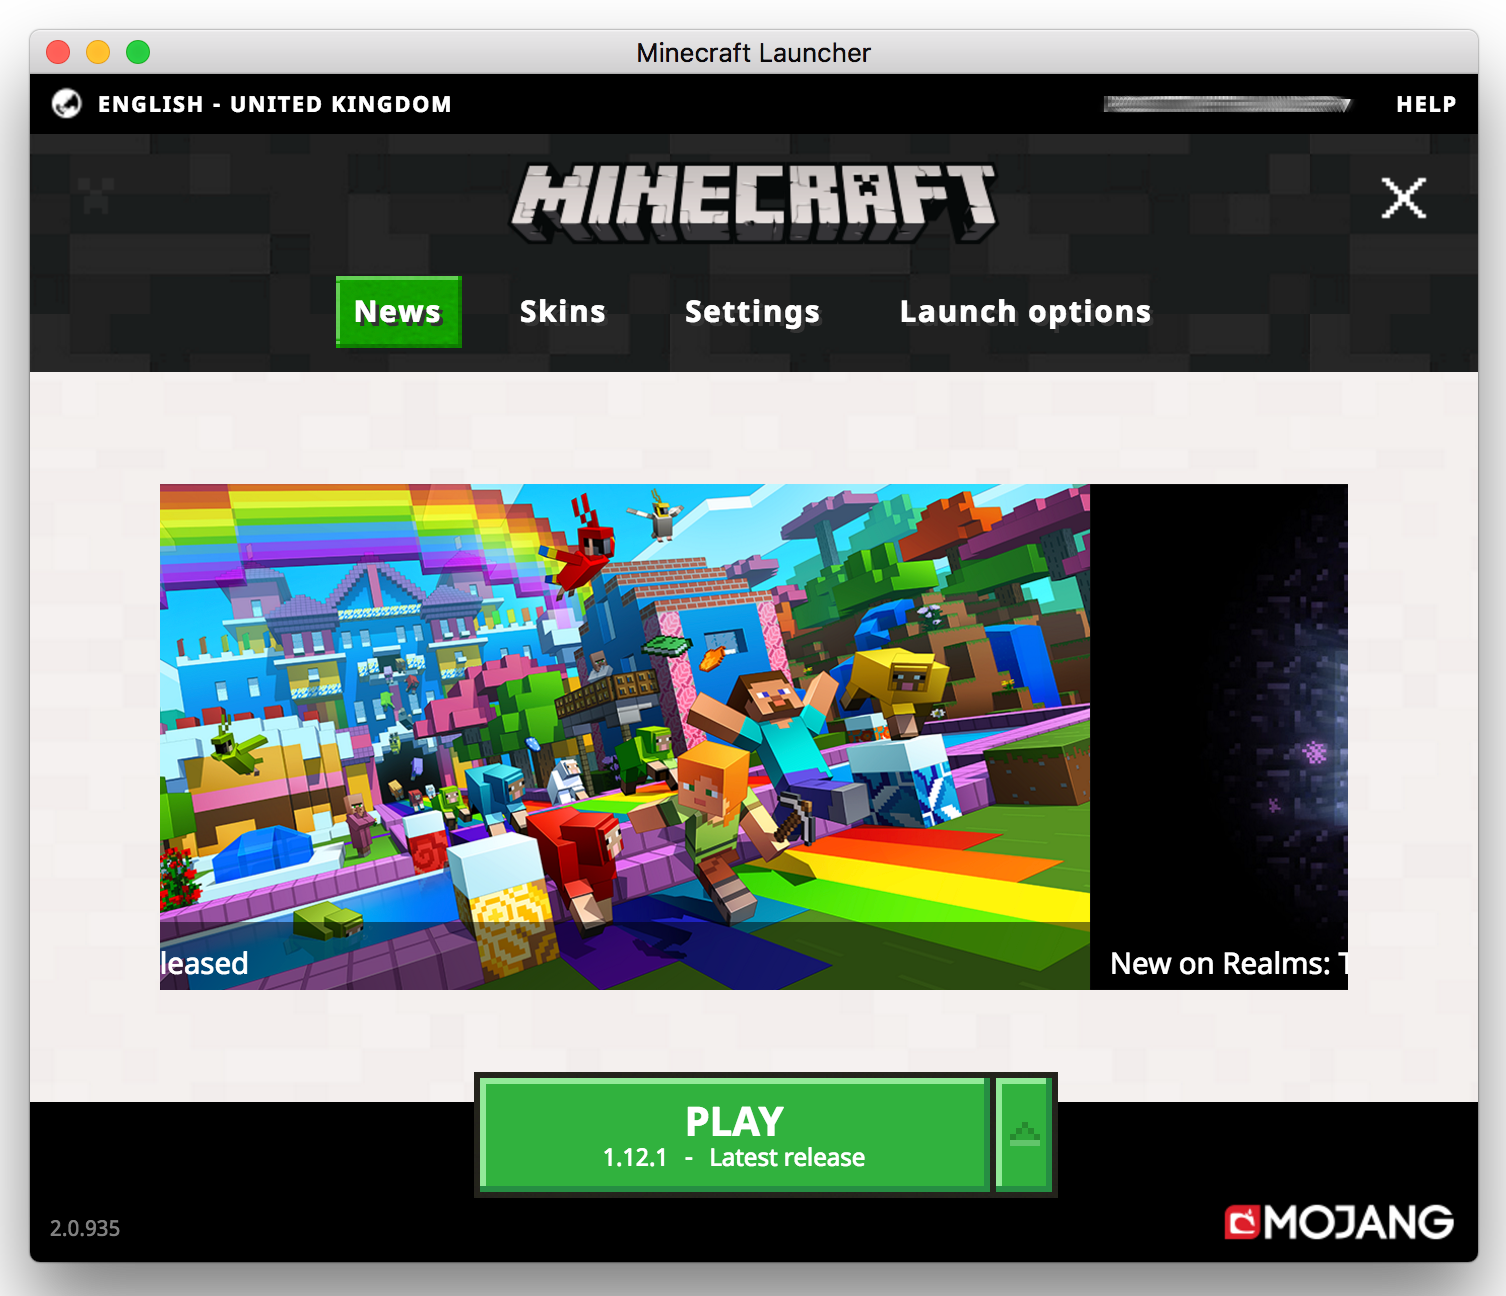 Minecraft Launcher
ENGLISH - UNITED KINGDOM
HELP
MINECRAFT
News
Skins
Settings
Launch options
leased
New on Realms: T
PLAY
1.12.1 - Latest release
2.0.935
MOJANG